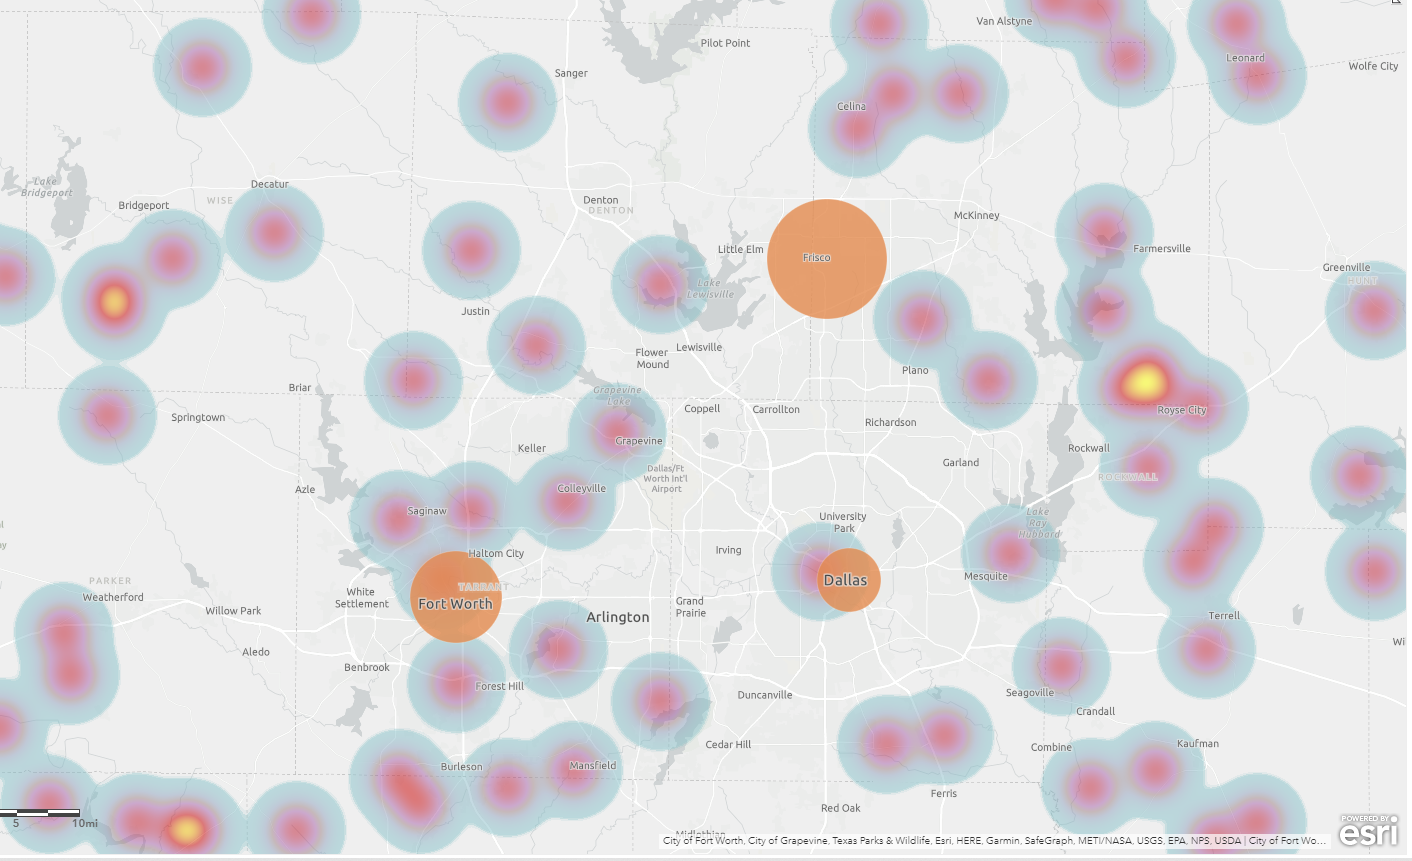 Van Alstyne
Pilot Point
Leonard
Wolfe City
Sanger
Celina
Lake
Bridgeport
Decatur
WISE
Bridgeport
Denton
DENTON
McKinney
Little Elm
Frisco
Farmersville
Greenville
HUNT
Lake
Lewisville
Justin
Lewisville
Flower
Mound
Plano
Briar
Grapevine
Lake
Springtown
Coppell
Carrollton
Royse City
Richardson
Grapevine
Keller
Rockwall
Garland
ROCKWALL
Dallas/Ft
Worth Int'l
Airport
Azle
Colleyville
Saginaw
University
Park
Lake
Ray
Hubbard
Irving
Haltom City
Mesquite
PARKER
TARRANT
Dallas
White
Settlement
Weatherford
Fort Worth
Grand
Prairie
Willow Park
Arlington
Terrell
Wi
Aledo
Benbrook
Forest Hill
Duncanville
Seagoville
Crandall
Cedar Hill
Combine
Kaufman
Burleson
Mansfield
Ferris
Red Oak
5 10mi
Midlothian
City of Fort Worth, City of Grapevine, Texas Parks & Wildlife, Esri, HERE, Garmin, SafeGraph, METI/NASA, USGS, EPA, NPS, USDA | City of Fort Wo...
POWERED BY
esri